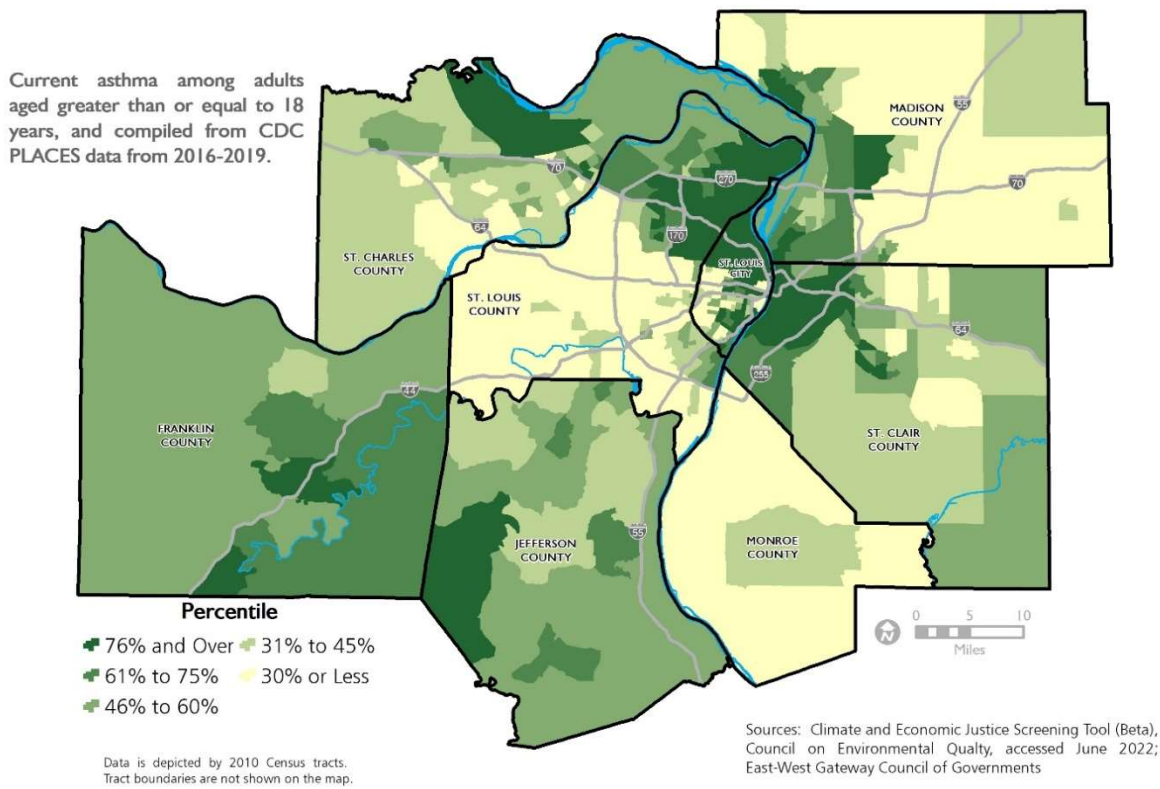 Current asthma among adults
aged greater than or equal to 18
years, and compiled from CDC
PLACES data from 2016-2019.
MADISON
COUNTY
55
70
270
70
64
170
ST. CHARLES
COUNTY
ST. LOUIS
CITY
ST. LOUIS
COUNTY
64
255
44
FRANKLIN
COUNTY
ST. CLAIR
COUNTY
55
JEFFERSON
COUNTY
MONROE
COUNTY
Percentile
76% and Over
31% to 45%
61% to 75%
30% or Less
46% to 60%
N
0 5 10
Miles
Data is depicted by 2010 Census tracts.
Tract boundaries are not shown on the map.
Sources: Climate and Economic Justice Screening Tool (Beta),
Council on Environmental Qualty, accessed June 2022;
East-West Gateway Council of Governments